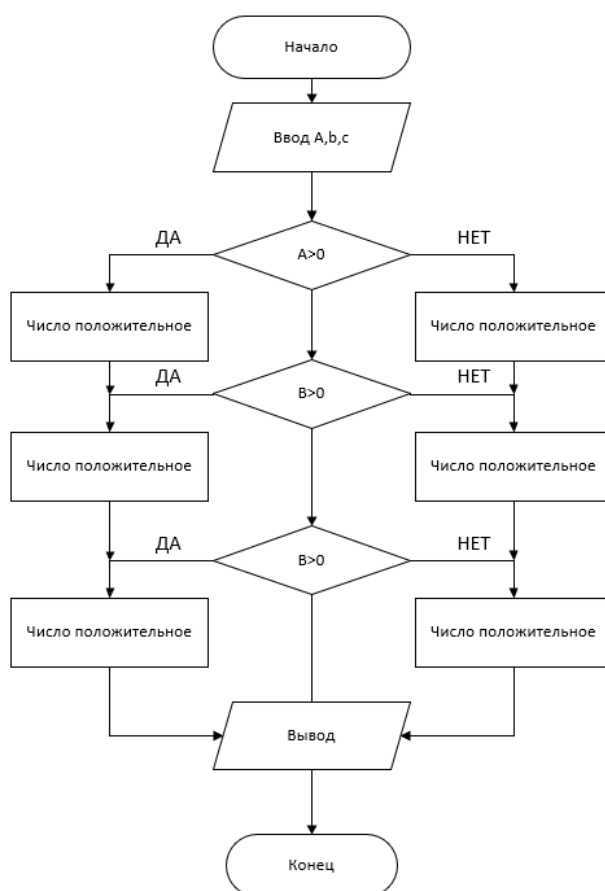 Начало
Ввод A,b,c
ДА
НЕТ
A>0
Число положительное
Число положительное
ДА
НЕТ
B>0
Число положительное
Число положительное
ДА
НЕТ
B>0
Число положительное
Число положительное
Вывод
Конец